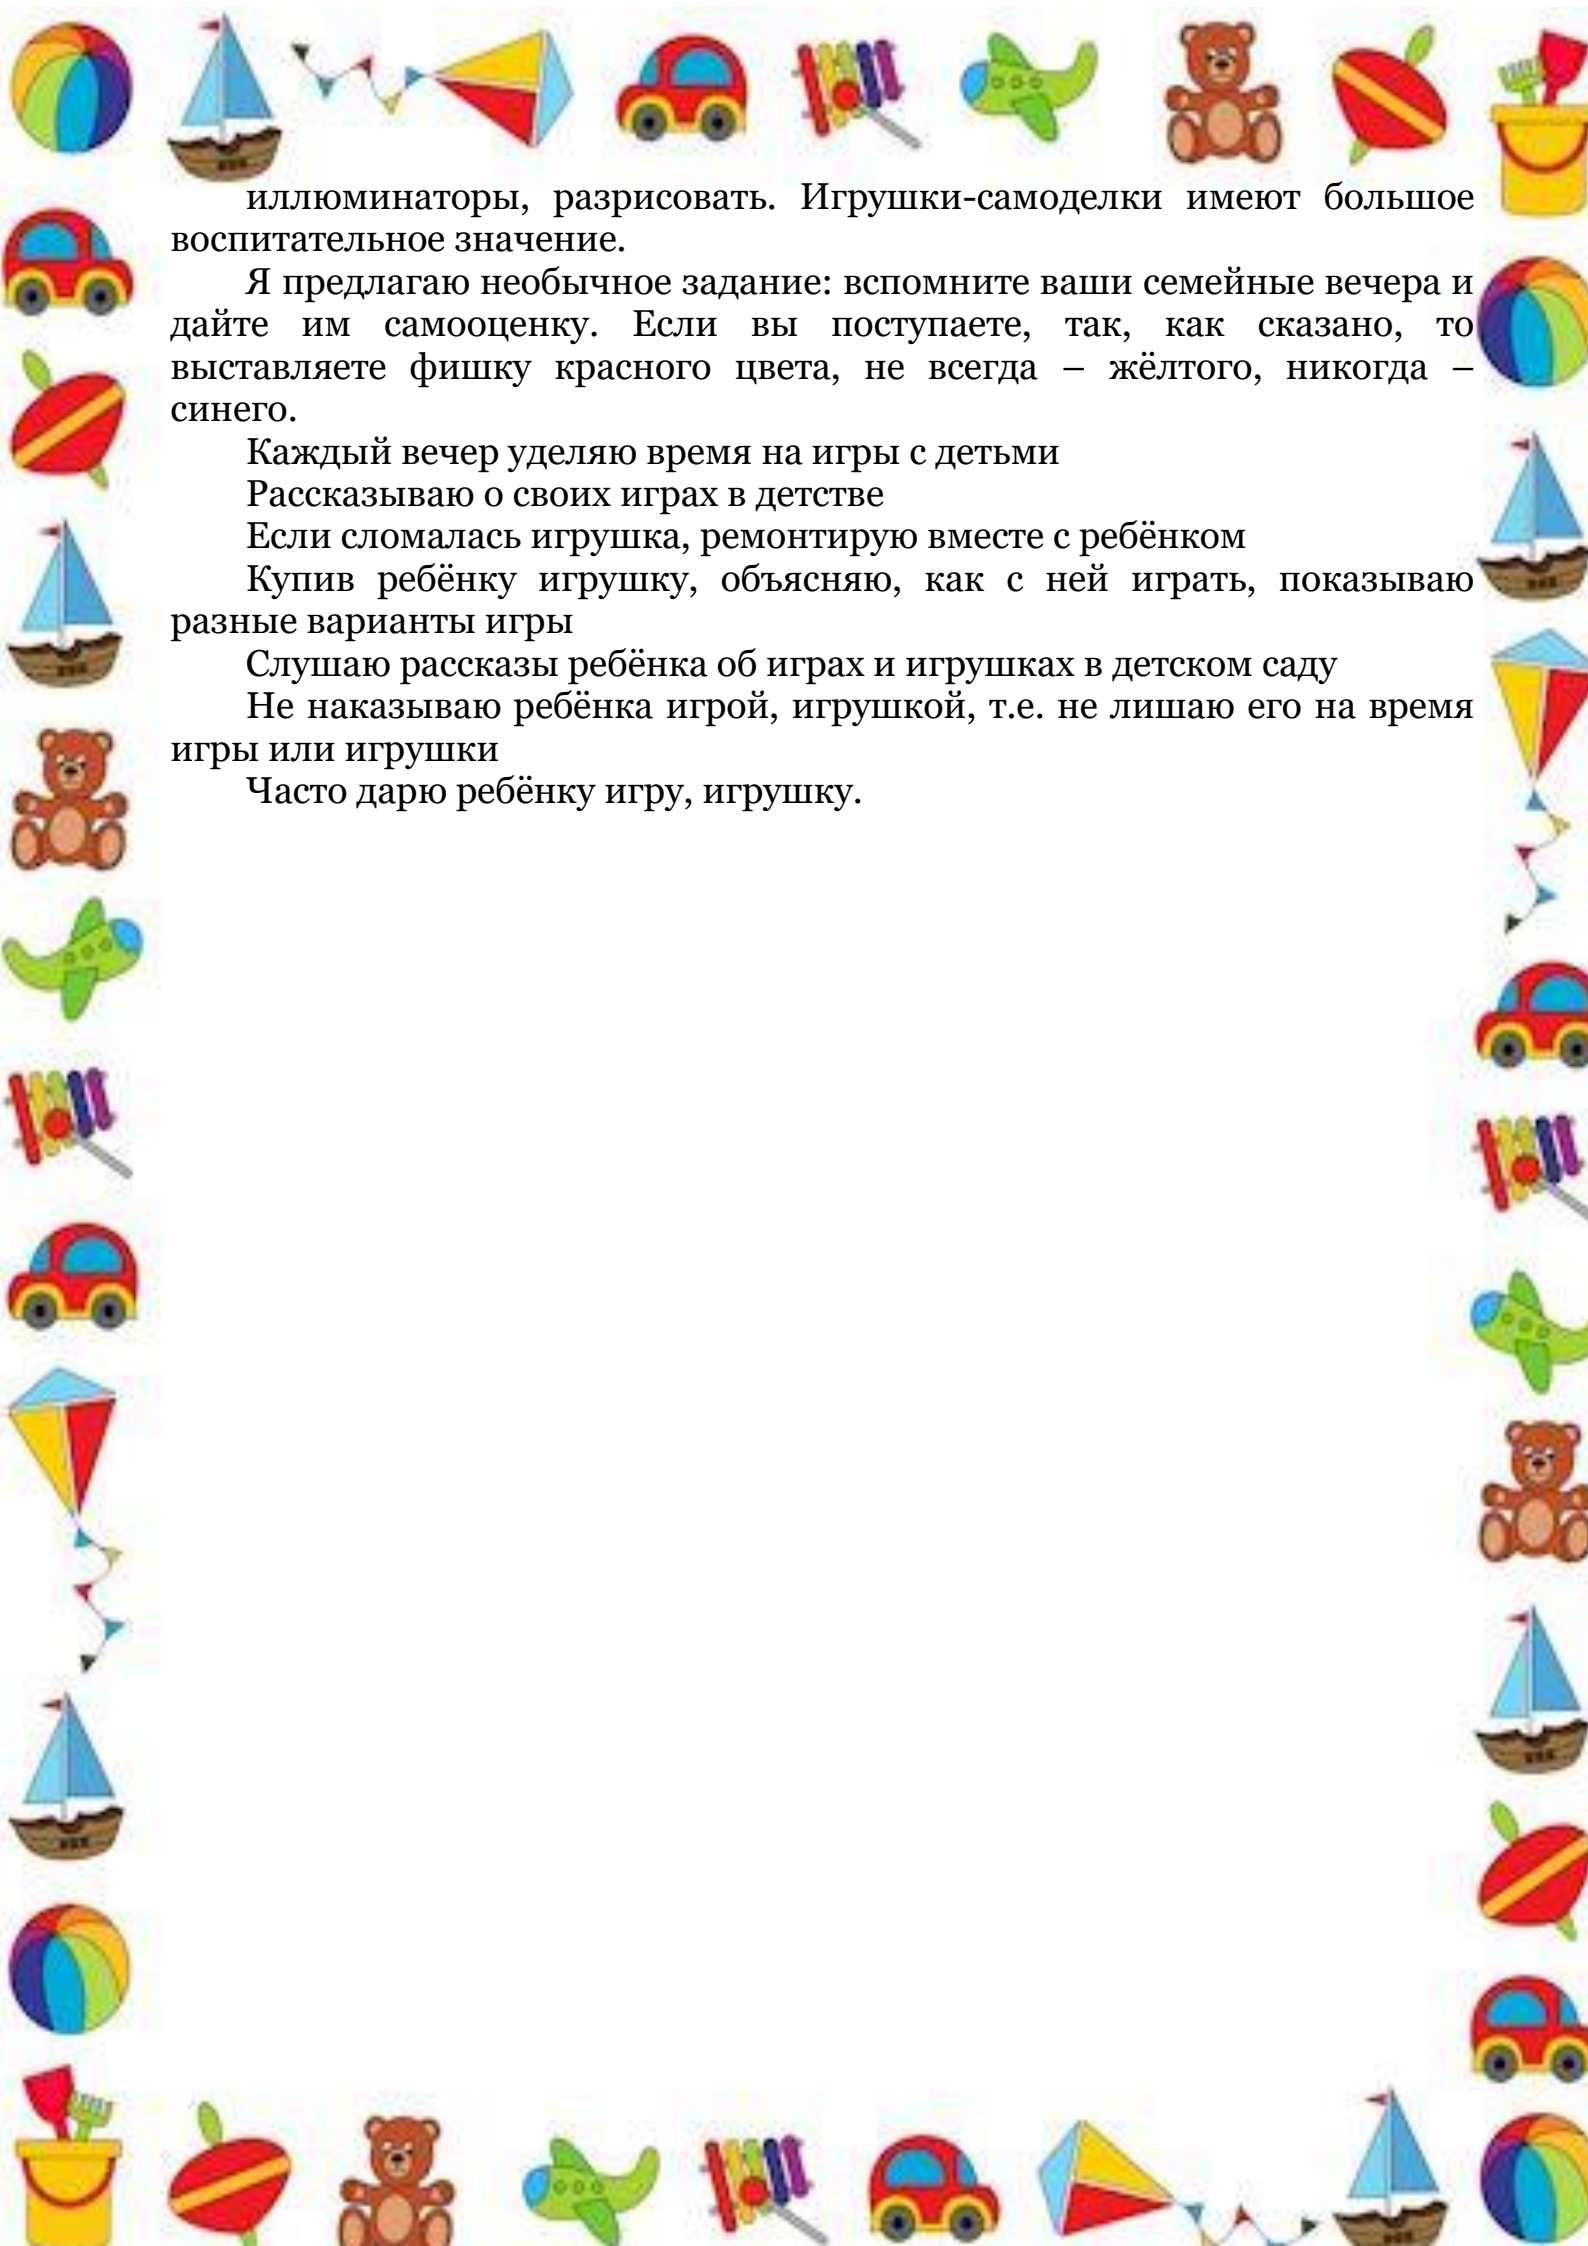 иллюминаторы, разрисовать. Игрушки-самоделки имеют большое
воспитательное значение.
Я предлагаю необычное задание: вспомните ваши семейные вечера и
дайте им самооценку. Если вы поступаете, так, как сказано, то
выставляете фишку красного цвета, не всегда – жёлтого, никогда –
синего.
Каждый вечер уделяю время на игры с детьми
Рассказываю о своих играх в детстве
Если сломалась игрушка, ремонтирую вместе с ребёнком
Купив ребёнку игрушку, объясняю, как с ней играть, показываю
разные варианты игры
Слушаю рассказы ребёнка об играх и игрушках в детском саду
Не наказываю ребёнка игрой, игрушкой, т.е. не лишаю его на время
игры или игрушки
Часто дарю ребёнку игру, игрушку.